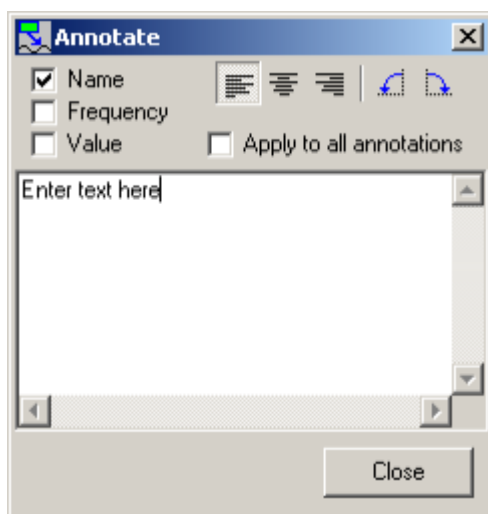 Annotate
Name
Frequency
Value
Apply to all annotations
Enter text here
Close